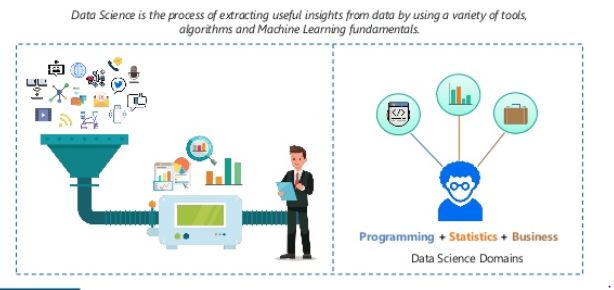 Data Science is the process of extracting useful insights from data by using a variety of tools,
algorithms and Machine Learning fundamentals.
Programming + Statistics + Business
Data Science Domains